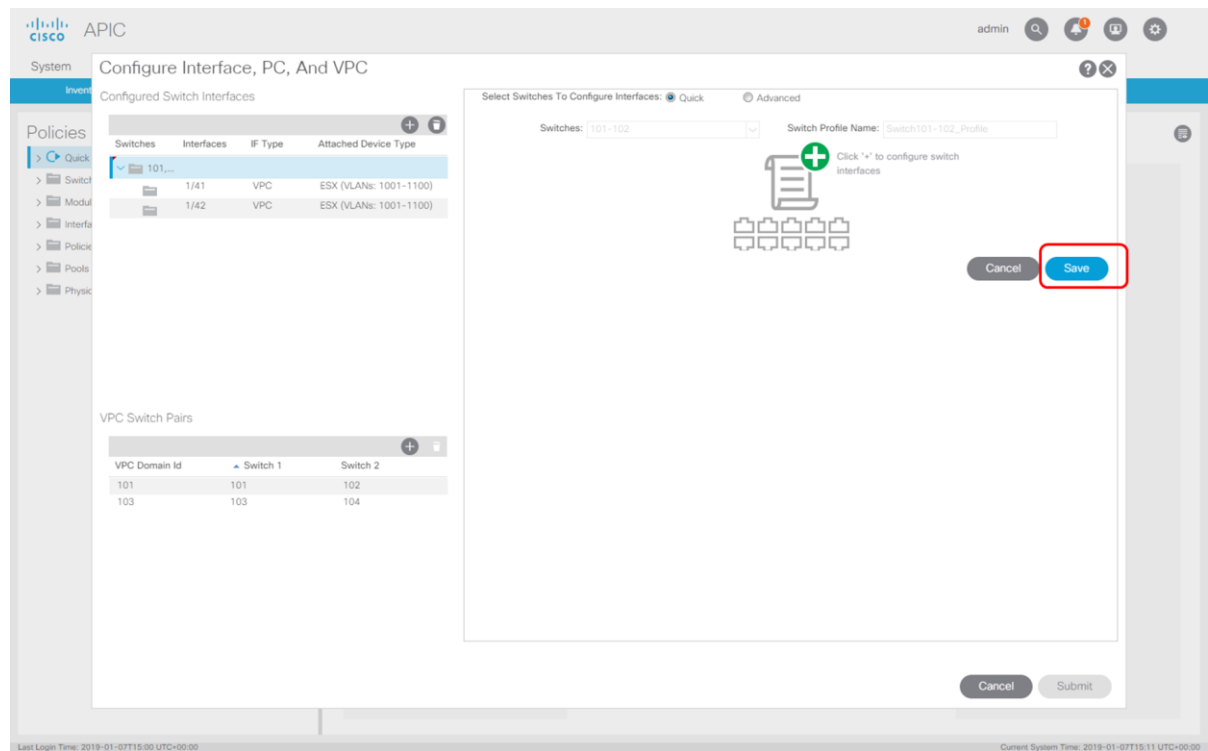 CISCO APIC admin 1
System
Configure Interface, PC, And VPC
Invent
Configured Switch Interfaces
Select Switches To Configure Interfaces: Quick Advanced
Policies
Switches: 101-102 Switch Profile Name: Switch101-102_Profile
Switches Interfaces IF Type Attached Device Type
Quick
Click '+' to configure switch
interfaces
101,...
Switch
1/41 VPC ESX (VLANs: 1001-1100)
Modul
1/42 VPC ESX (VLANs: 1001-1100)
Interfa
Policie
Pools
Cancel Save
Physic
VPC Switch Pairs
VPC Domain Id Switch 1 Switch 2
101 101 102
103 103 104
Cancel Submit
Last Login Time: 2019-01-07T15:00 UTC+00:00 Current System Time: 2019-01-07T15:11 UTC+00:00